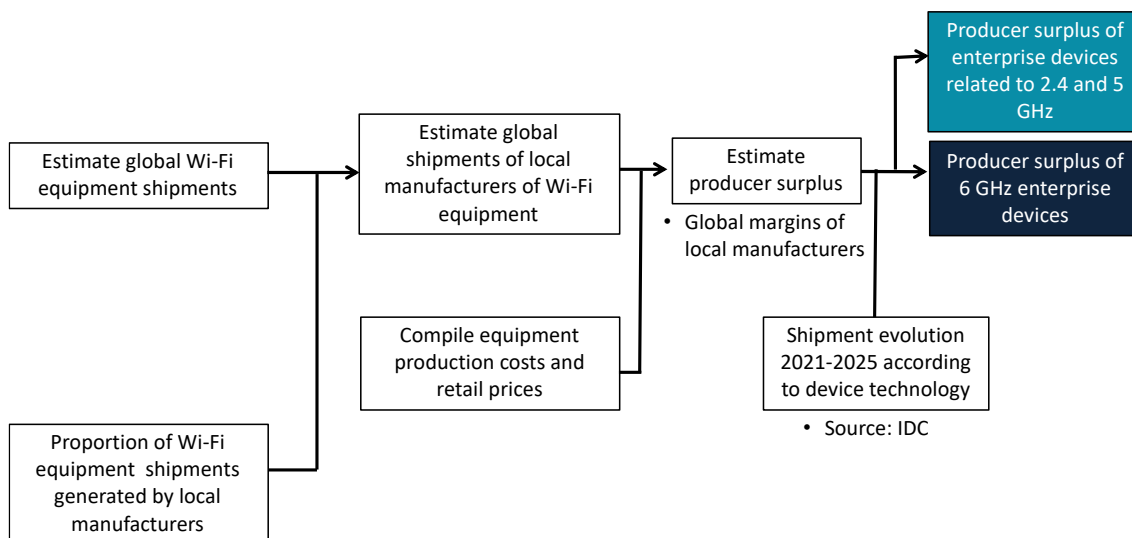 Producer surplus of
enterprise devices
related to 2.4 and 5
GHz
Estimate global Wi-Fi
equipment shipments
Estimate global
shipments of local
manufacturers of Wi-Fi
equipment
Estimate
producer surplus
• Global margins of
local manufacturers
Producer surplus of
6 GHz enterprise
devices
Compile equipment
production costs and
retail prices
Shipment evolution
2021-2025 according
to device technology
• Source: IDC
Proportion of Wi-Fi
equipment shipments
generated by local
manufacturers